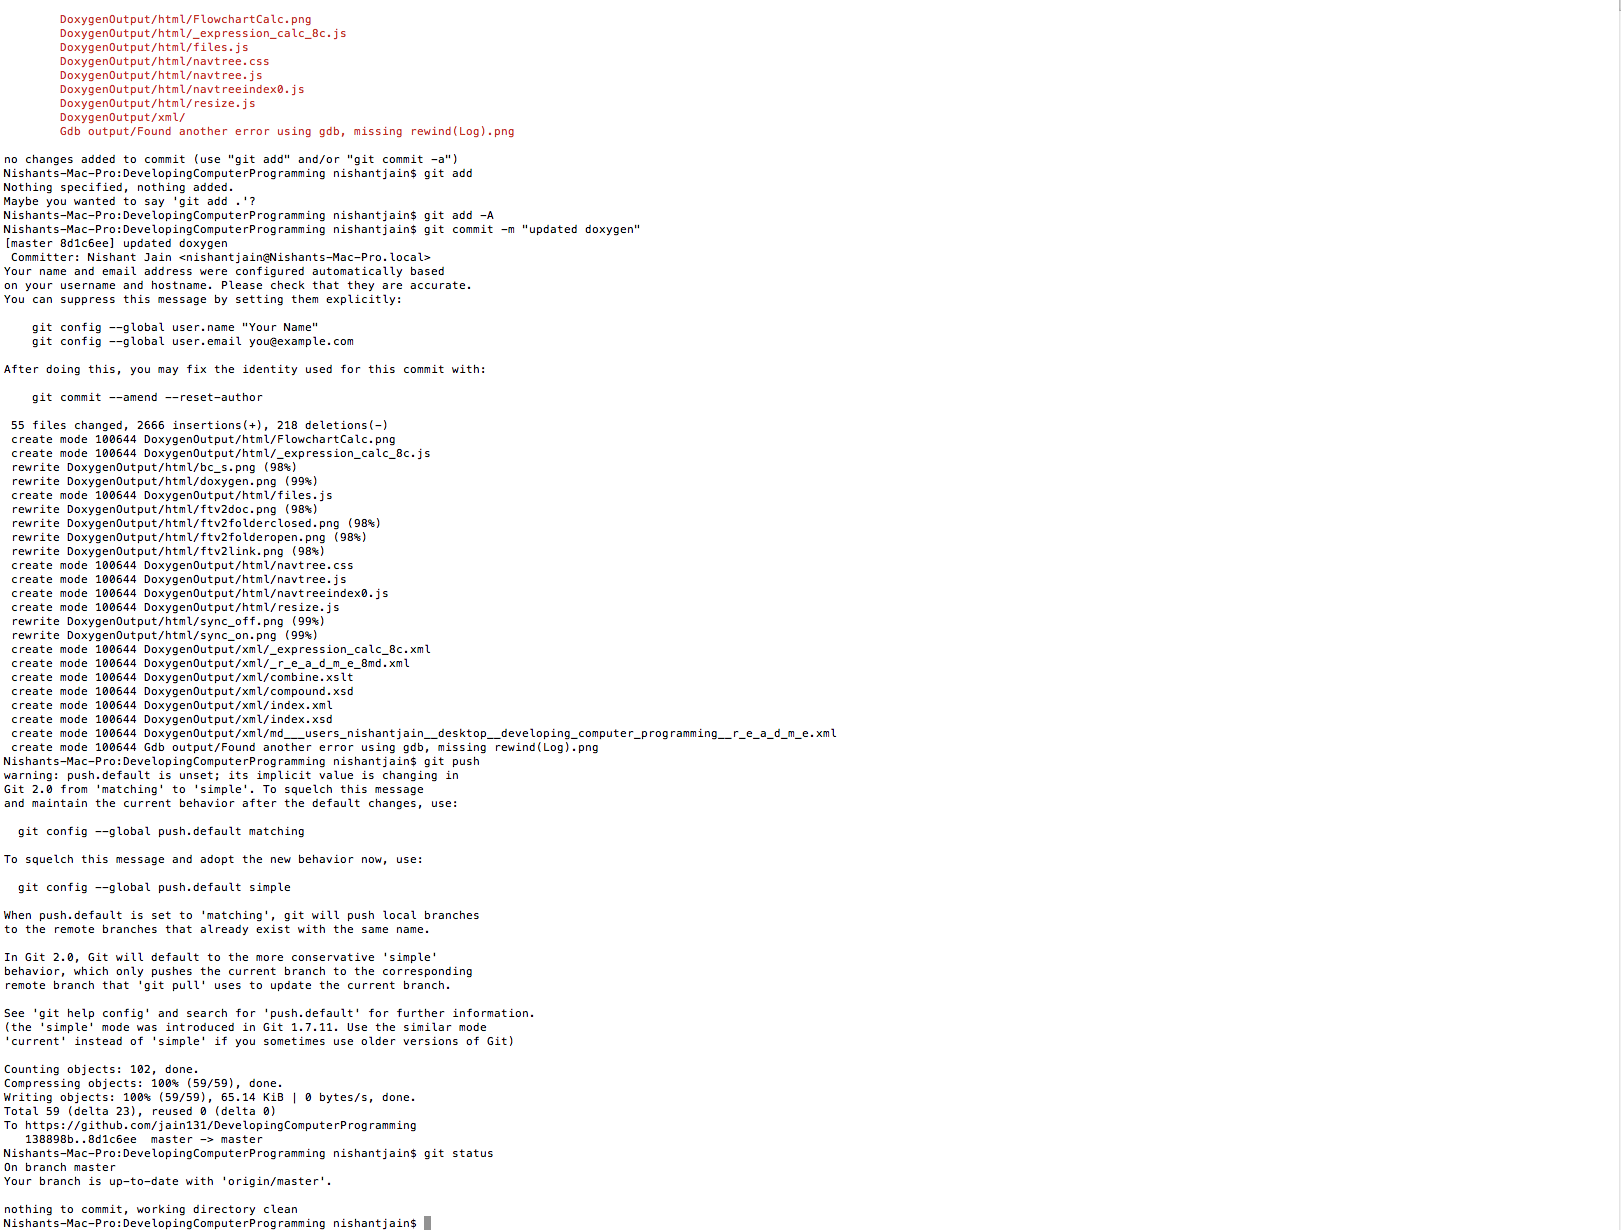 DoxygenOutput/html/FlowchartCalc.png
DoxygenOutput/html/_expression_calc_8c.js
DoxygenOutput/html/files.js
DoxygenOutput/html/navtree.css
DoxygenOutput/html/navtree.js
DoxygenOutput/html/navtreeindex0.js
DoxygenOutput/html/resize.js
DoxygenOutput/xml/
Gdb output/Found another error using gdb, missing rewind(Log).png
no changes added to commit (use "git add" and/or "git commit -a")
Nishants-Mac-Pro:DevelopingComputerProgramming nishantjain$ git add
Nothing specified, nothing added.
Maybe you wanted to say 'git add .'?
Nishants-Mac-Pro:DevelopingComputerProgramming nishantjain$ git add -A
Nishants-Mac-Pro:DevelopingComputerProgramming nishantjain$ git commit -m "updated doxygen"
[master 8d1c6ee] updated doxygen
Committer: Nishant Jain <nishantjain@Nishants-Mac-Pro.local>
Your name and email address were configured automatically based
on your username and hostname. Please check that they are accurate.
You can suppress this message by setting them explicitly:
git config --global user.name "Your Name"
git config --global user.email you@example.com
After doing this, you may fix the identity used for this commit with:
git commit --amend --reset-author
55 files changed, 2666 insertions(+), 218 deletions(-)
create mode 100644 DoxygenOutput/html/FlowchartCalc.png
create mode 100644 DoxygenOutput/html/_expression_calc_8c.js
rewrite DoxygenOutput/html/bc_s.png (98%)
rewrite DoxygenOutput/html/doxygen.png (99%)
create mode 100644 DoxygenOutput/html/files.js
rewrite DoxygenOutput/html/ftv2doc.png (98%)
rewrite DoxygenOutput/html/ftv2folderclosed.png (98%)
rewrite DoxygenOutput/html/ftv2folderopen.png (98%)
rewrite DoxygenOutput/html/ftv2link.png (98%)
create mode 100644 DoxygenOutput/html/navtree.css
create mode 100644 DoxygenOutput/html/navtree.js
create mode 100644 DoxygenOutput/html/navtreeindex0.js
create mode 100644 DoxygenOutput/html/resize.js
rewrite DoxygenOutput/html/sync_off.png (99%)
rewrite DoxygenOutput/html/sync_on.png (99%)
create mode 100644 DoxygenOutput/xml/_expression_calc_8c.xml
create mode 100644 DoxygenOutput/xml/_r_e_a_d_m_e_8md.xml
create mode 100644 DoxygenOutput/xml/combine.xslt
create mode 100644 DoxygenOutput/xml/compound.xsd
create mode 100644 DoxygenOutput/xml/index.xml
create mode 100644 DoxygenOutput/xml/index.xsd
create mode 100644 DoxygenOutput/xml/md___users_nishantjain__desktop__developing_computer_programming__r_e_a_d_m_e.xml
create mode 100644 Gdb output/Found another error using gdb, missing rewind(Log).png
Nishants-Mac-Pro:DevelopingComputerProgramming nishantjain$ git push
warning: push.default is unset; its implicit value is changing in
Git 2.0 from 'matching' to 'simple'. To squelch this message
and maintain the current behavior after the default changes, use:
git config --global push.default matching
To squelch this message and adopt the new behavior now, use:
git config --global push.default simple
When push.default is set to 'matching', git will push local branches
to the remote branches that already exist with the same name.
In Git 2.0, Git will default to the more conservative 'simple'
behavior, which only pushes the current branch to the corresponding
remote branch that 'git pull' uses to update the current branch.
See 'git help config' and search for 'push.default' for further information.
(the 'simple' mode was introduced in Git 1.7.11. Use the similar mode
'current' instead of 'simple' if you sometimes use older versions of Git)
Counting objects: 102, done.
Compressing objects: 100% (59/59), done.
Writing objects: 100% (59/59), 65.14 KiB | 0 bytes/s, done.
Total 59 (delta 23), reused 0 (delta 0)
To https://github.com/jain131/DevelopingComputerProgramming
138898b..8d1c6ee  master -> master
Nishants-Mac-Pro:DevelopingComputerProgramming nishantjain$ git status
On branch master
Your branch is up-to-date with 'origin/master'.
nothing to commit, working directory clean
Nishants-Mac-Pro:DevelopingComputerProgramming nishantjain$